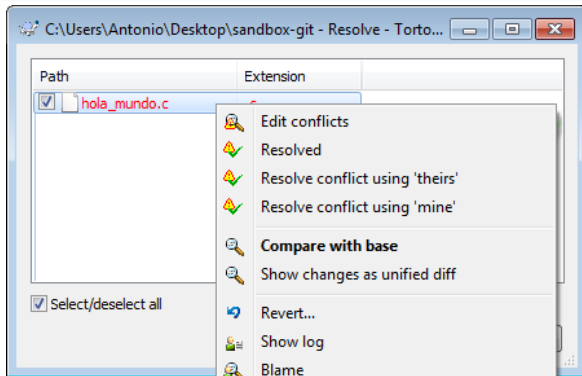 C:\Users\Antonio\Desktop\sandbox-git - Resolve - Torto...
Path Extension
hola_mundo.c
Edit conflicts
Resolved
Resolve conflict using 'theirs'
Resolve conflict using 'mine'
Compare with base
Show changes as unified diff
Select/deselect all
Revert...
Show log
Blame